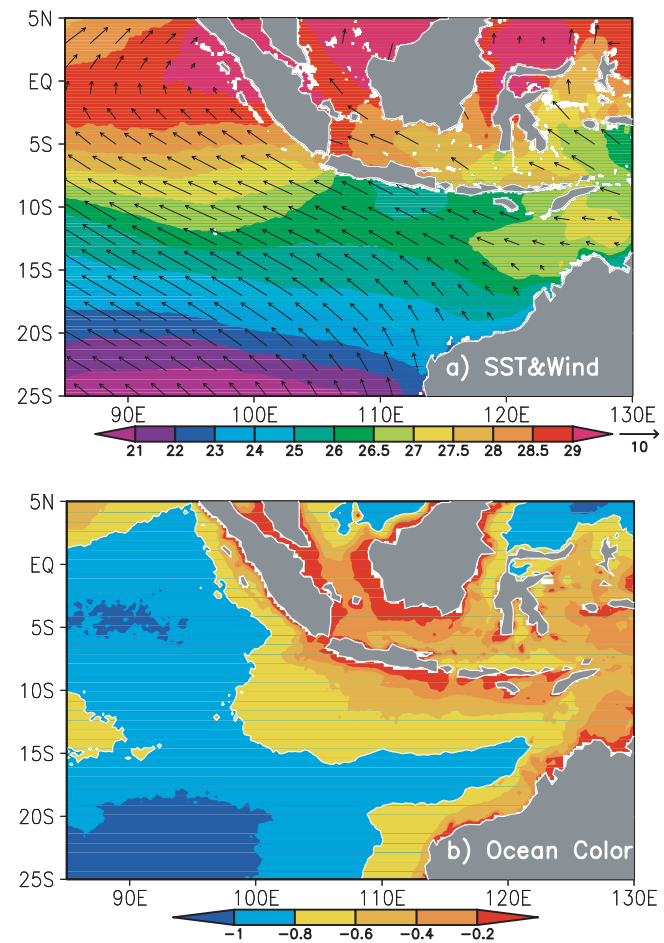 5N
EQ
5S
10S
15S
20S
25S
a) SST&Wind
90E 100E 110E 120E 130E
21 22 23 24 25 26 26.5 27 27.5 28 28.5 29 10
5N
EQ
5S
10S
15S
20S
25S
b) Ocean Color
90E 100E 110E 120E 130E
-1 -0.8 -0.6 -0.4 -0.2